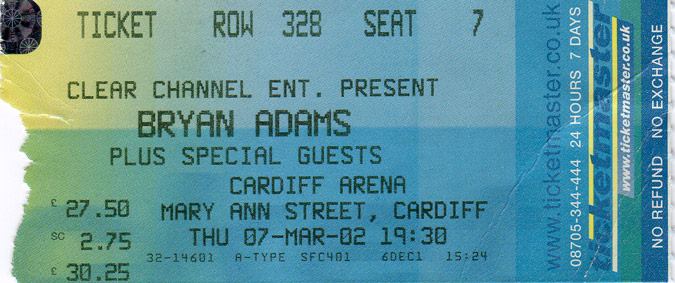 TICKET ROW 328 SEAT 7
CLEAR CHANNEL ENT. PRESENT
BRYAN ADAMS
PLUS SPECIAL GUESTS
CARDIFF ARENA
£ 27.50 MARY ANN STREET, CARDIFF
SC 2.75 THU 07-MAR-02 19:30
32-14601 A-TYPE SFC401 6DEC1 15:24
£ 30.25
www.ticketmaster.co.uk
08705-344-444 24 HOURS 7 DAYS
ticketmaster
www.ticketmaster.co.uk
NO REFUND NO EXCHANGE